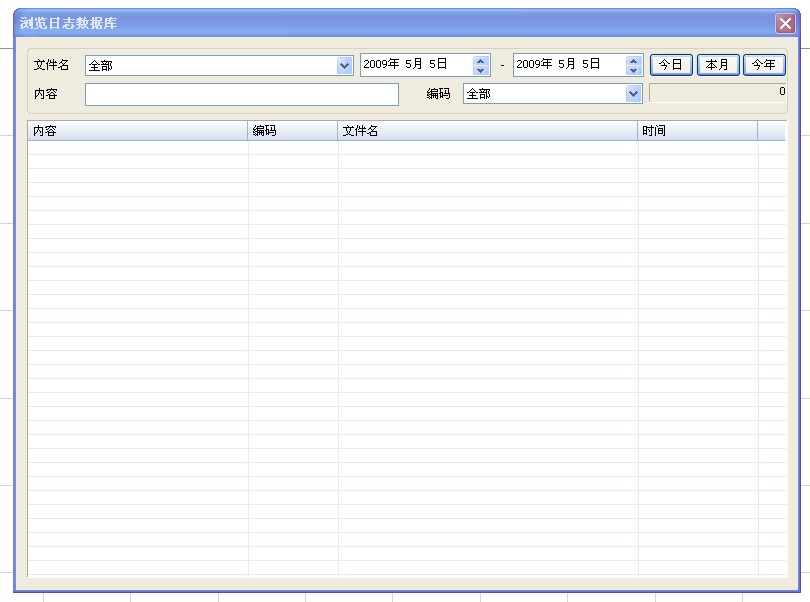 浏览日志数据库
文件名 全部 2009年 5月 5日 - 2009年 5月 5日 今日 本月 今年
内容 编码 全部 0
内容 编码 文件名 时间